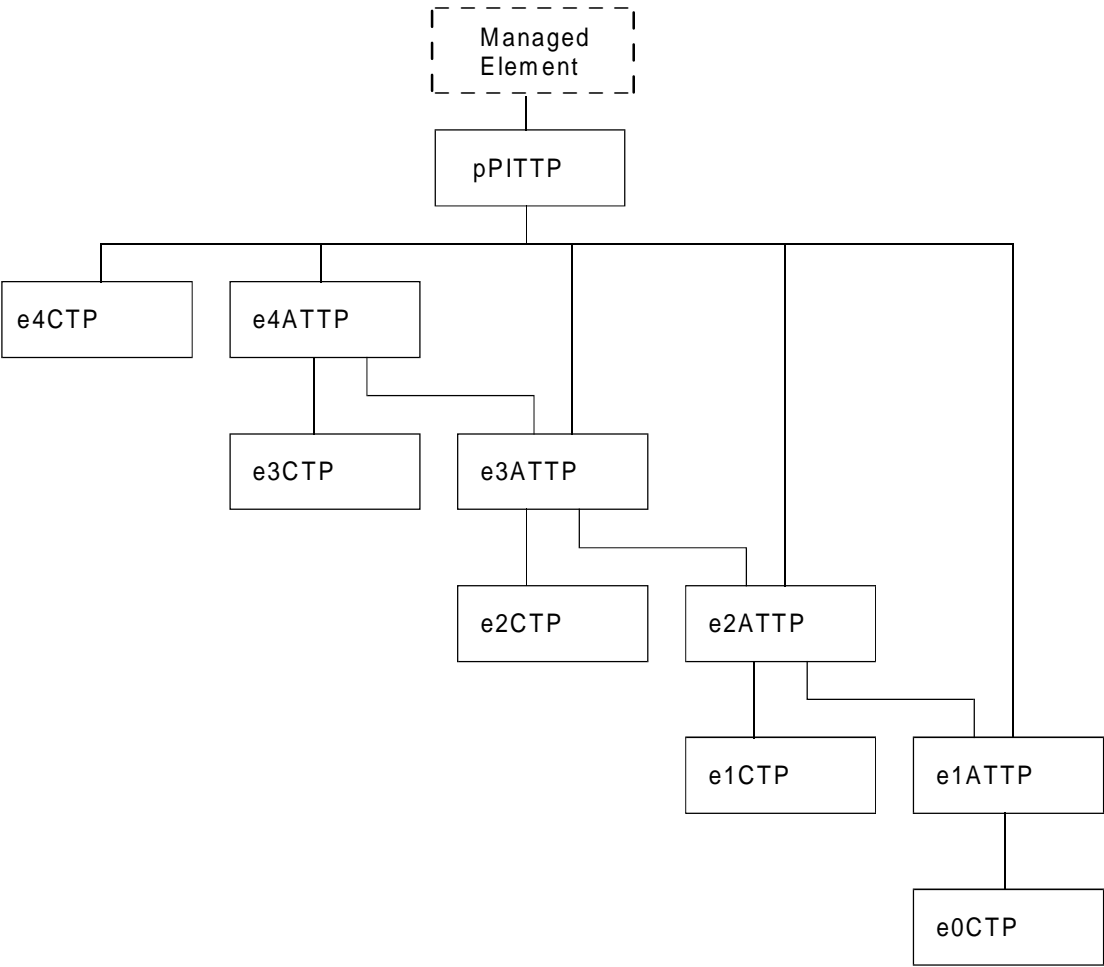 Managed
Element
pPITTP
e4CTP
e4ATTP
e3CTP
e3ATTP
e2CTP
e2ATTP
e1CTP
e1ATTP
e0CTP